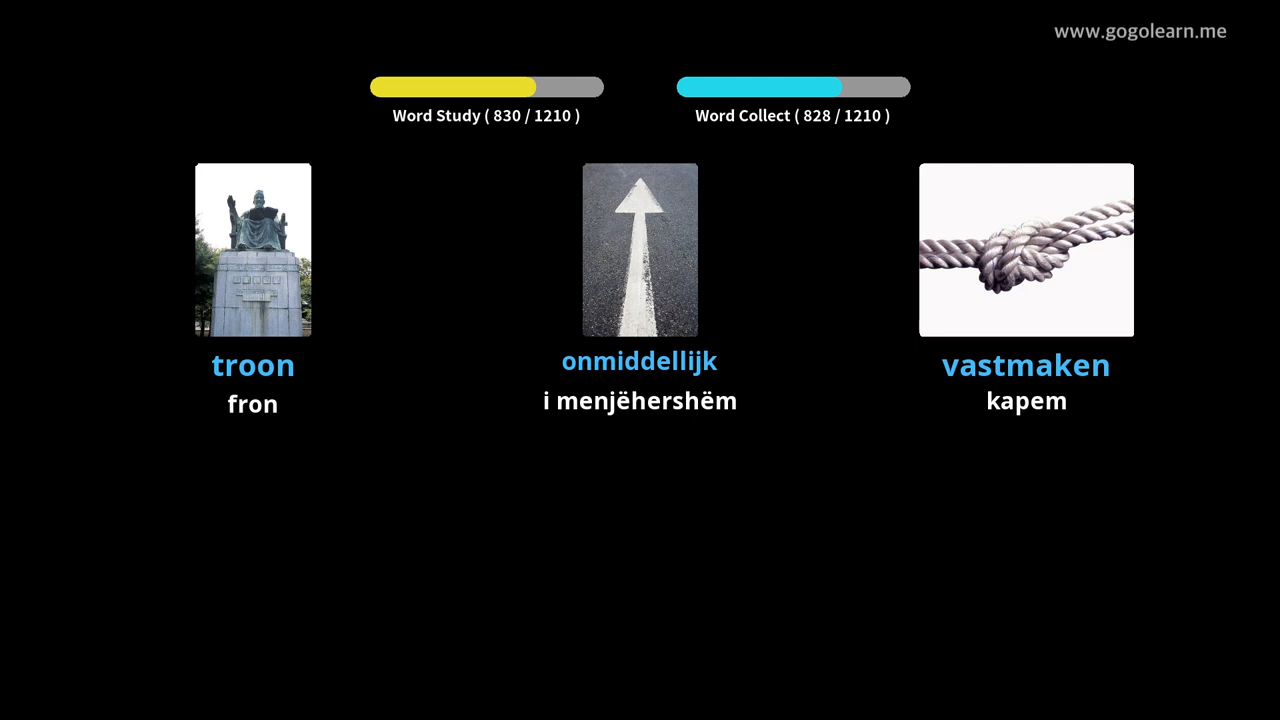 www.gogolearn.me
Word Study ( 830 / 1210 )
Word Collect ( 828 / 1210 )
troon
onmiddellijk
vastmaken
fron
i menjëhershëm
kapem